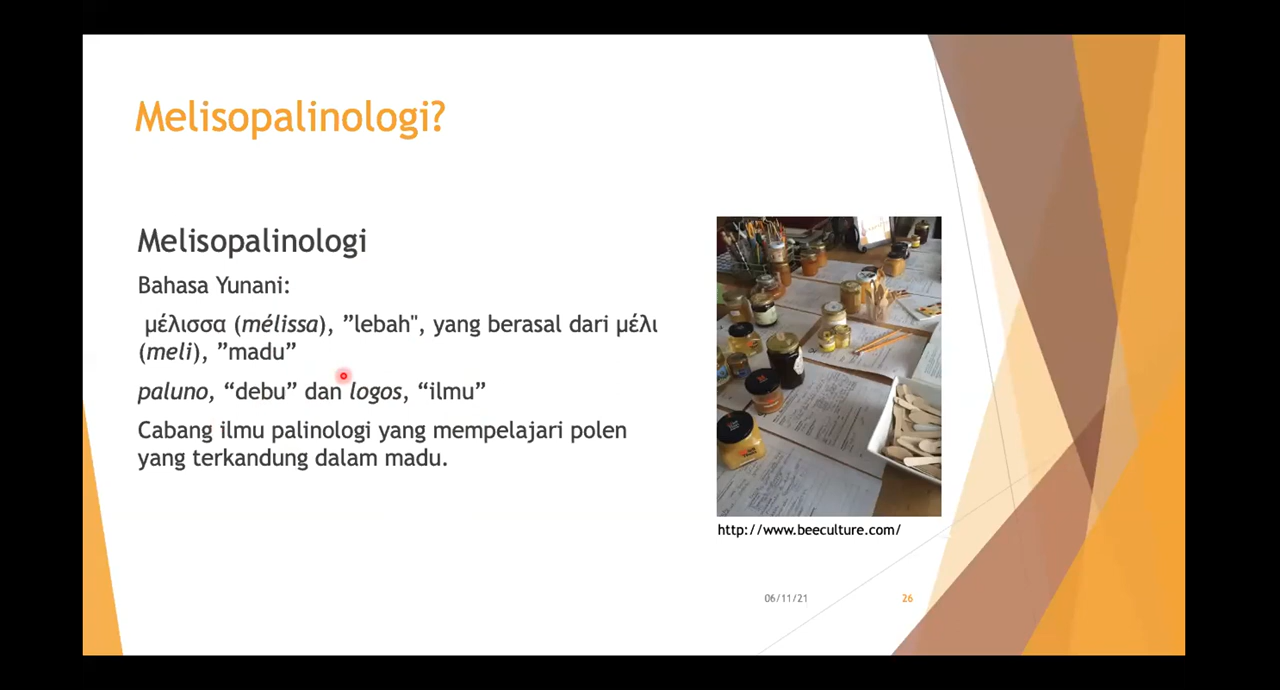 Melisopalinologi?
Melisopalinologi
Bahasa Yunani:
μέλισσα (mélissa), ”lebah", yang berasal dari μέλι
(meli), ”madu”
paluno, “debu” dan logos, “ilmu”
Cabang ilmu palinologi yang mempelajari polen
yang terkandung dalam madu.
http://www.beeculture.com/
06/11/21
26